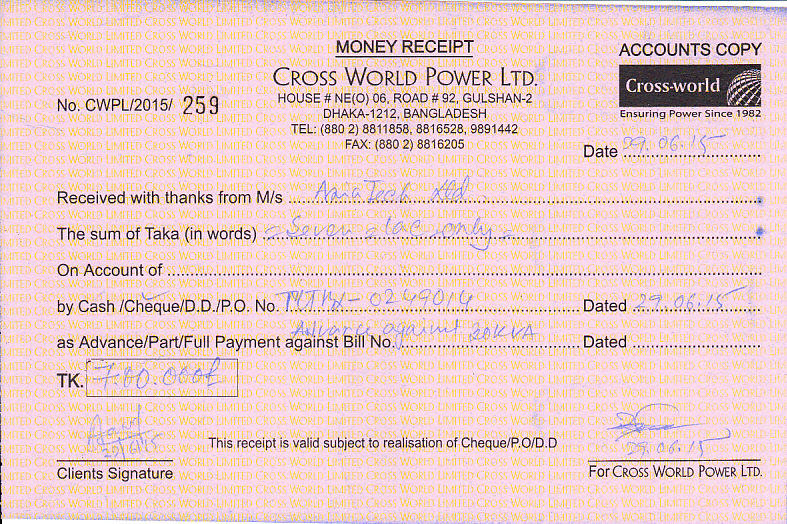 MONEY RECEIPT
ACCOUNTS COPY
CROSS WORLD POWER LTD.
Cross-world
Ensuring Power Since 1982
No. CWPL/2015/ 259
HOUSE # NE(O) 06, ROAD # 92, GULSHAN-2
DHAKA-1212, BANGLADESH
TEL: (880 2) 8811858, 8816528, 9891442
FAX: (880 2) 8816205
Date 29.06.15
Received with thanks from M/s Asia Tech Ltd
The sum of Taka (in words) = Seven = lac = only =
On Account of
by Cash /Cheque/D.D./P.O. No. 0249014 Dated 29.06.15
as Advance/Part/Full Payment against Bill No. Advance against 30KVA Dated
TK. 7.00.000/
29/6/15
29.06.15
This receipt is valid subject to realisation of Cheque/P.O/D.D
Clients Signature
For CROSS WORLD POWER LTD.